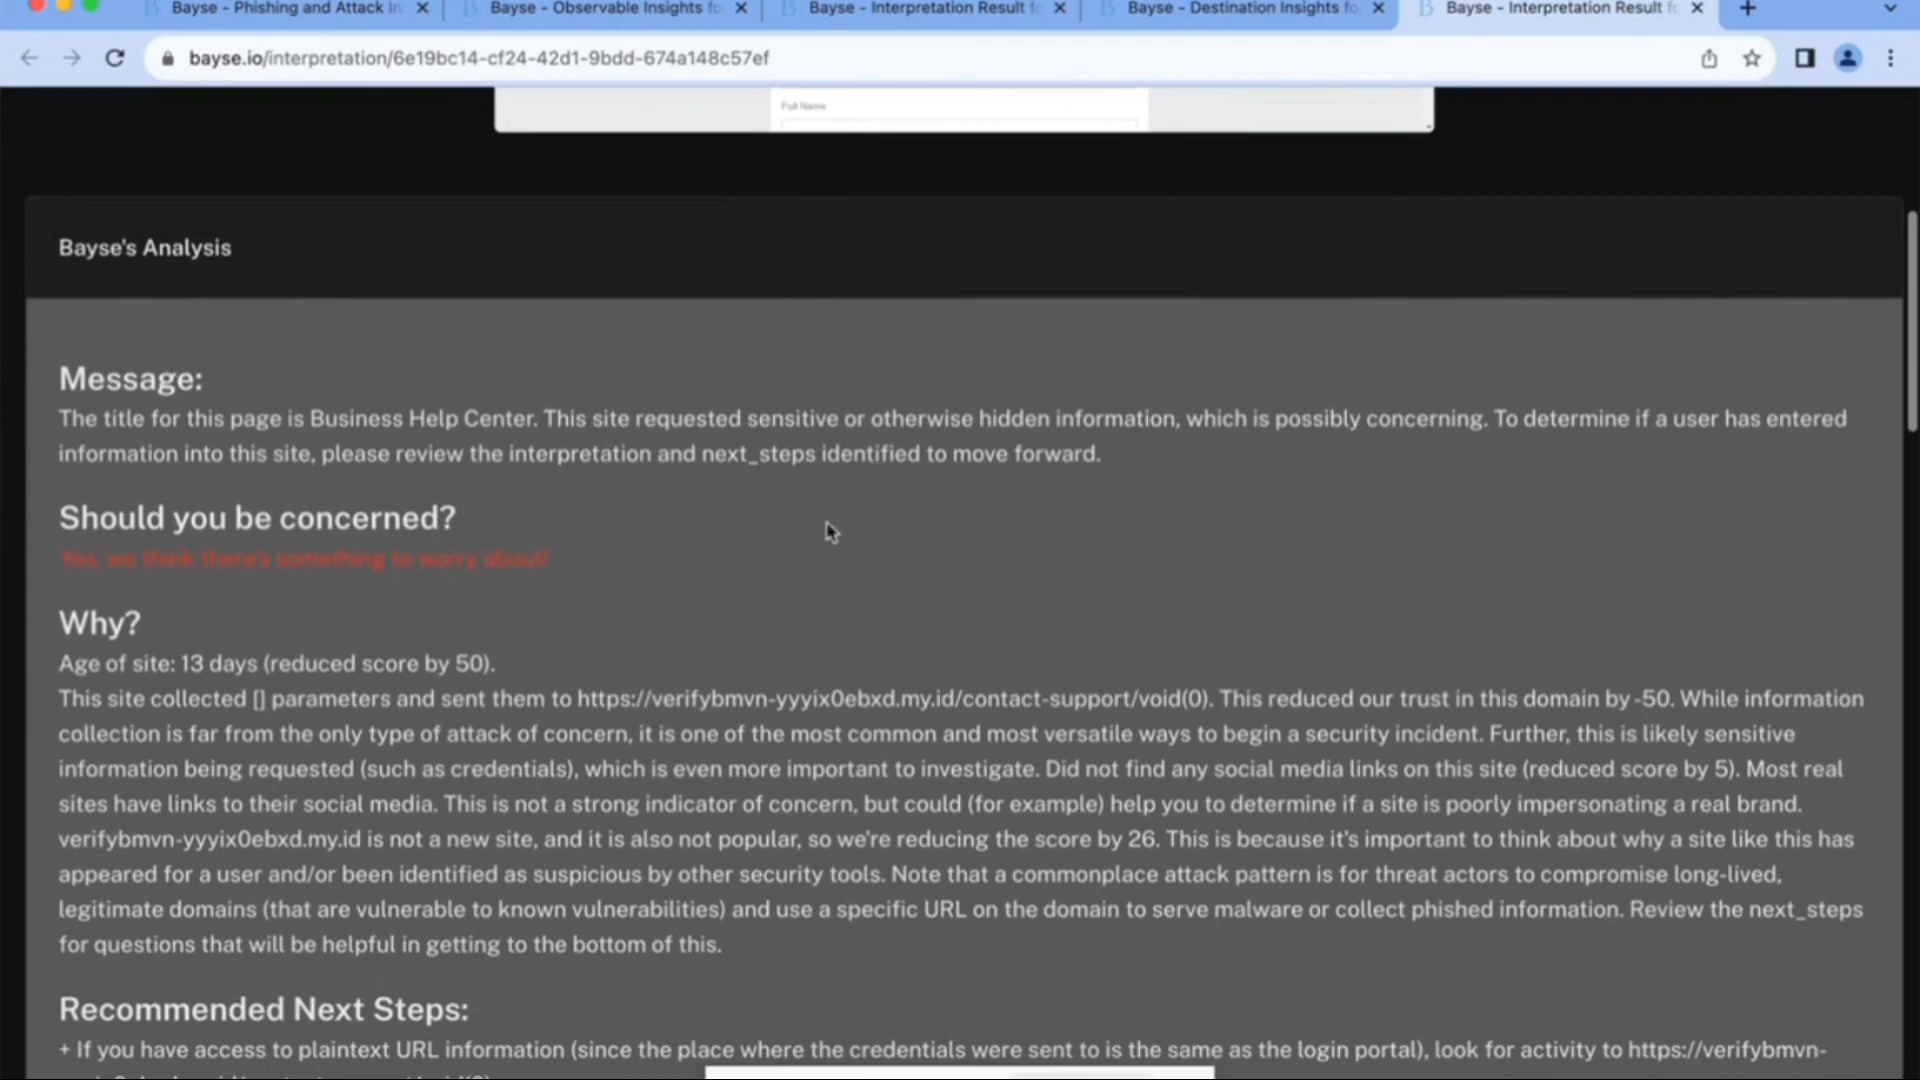 Bayse - Phishing and Attack In
Bayse - Observable Insights fo
Bayse - Interpretation Result fo
Bayse - Destination Insights fo
Bayse - Interpretation Result fo
bayse.io/interpretation/6e19bc14-cf24-42d1-9bdd-674a148c57ef
Full Name
Bayse's Analysis
Message:
The title for this page is Business Help Center. This site requested sensitive or otherwise hidden information, which is possibly concerning. To determine if a user has entered
information into this site, please review the interpretation and next_steps identified to move forward.
Should you be concerned?
Yes, we think there's something to worry about!
Why?
Age of site: 13 days (reduced score by 50).
This site collected [] parameters and sent them to https://verifybmvn-yyyix0ebxd.my.id/contact-support/void(0). This reduced our trust in this domain by -50. While information
collection is far from the only type of attack of concern, it is one of the most common and most versatile ways to begin a security incident. Further, this is likely sensitive
information being requested (such as credentials), which is even more important to investigate. Did not find any social media links on this site (reduced score by 5). Most real
sites have links to their social media. This is not a strong indicator of concern, but could (for example) help you to determine if a site is poorly impersonating a real brand.
verifybmvn-yyyix0ebxd.my.id is not a new site, and it is also not popular, so we're reducing the score by 26. This is because it's important to think about why a site like this has
appeared for a user and/or been identified as suspicious by other security tools. Note that a commonplace attack pattern is for threat actors to compromise long-lived,
legitimate domains (that are vulnerable to known vulnerabilities) and use a specific URL on the domain to serve malware or collect phished information. Review the next_steps
for questions that will be helpful in getting to the bottom of this.
Recommended Next Steps:
+ If you have access to plaintext URL information (since the place where the credentials were sent to is the same as the login portal), look for activity to https://verifybmvn-